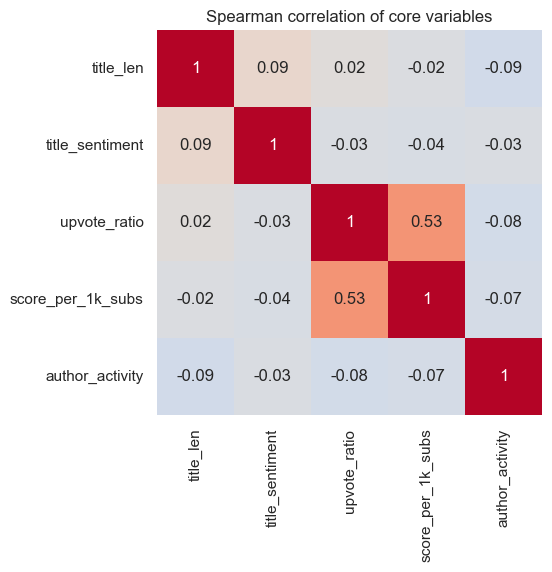 Spearman correlation of core variables
title_len 1 0.09 0.02 -0.02 -0.09
title_sentiment 0.09 1 -0.03 -0.04 -0.03
upvote_ratio 0.02 -0.03 1 0.53 -0.08
score_per_1k_subs -0.02 -0.04 0.53 1 -0.07
author_activity -0.09 -0.03 -0.08 -0.07 1
title_len
title_sentiment
upvote_ratio
score_per_1k_subs
author_activity